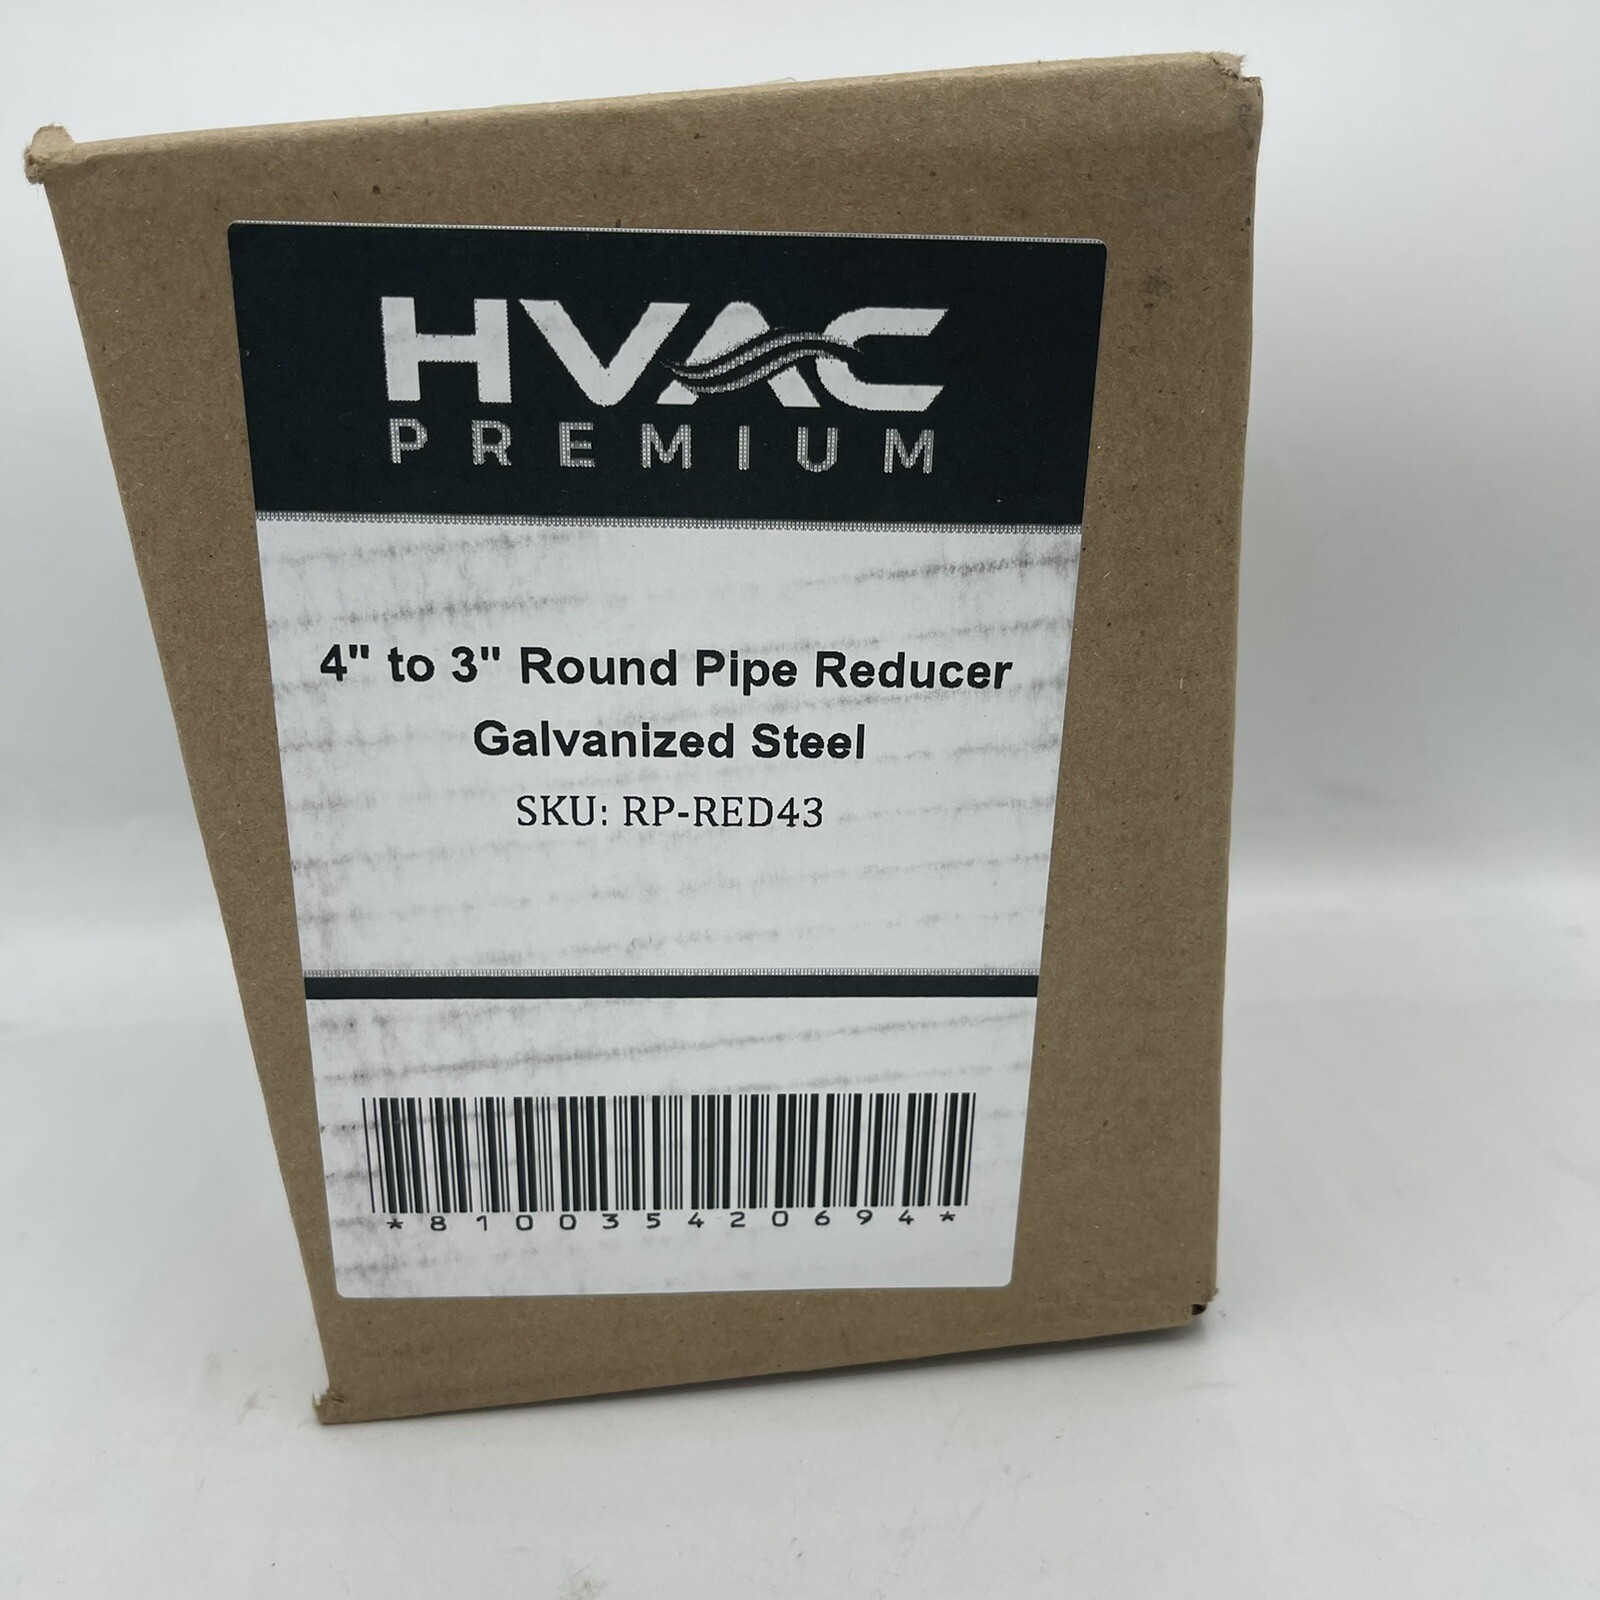 HVAC
PREMIUM
4" to 3" Round Pipe Reducer
Galvanized Steel
SKU: RP-RED43
*810035420694*